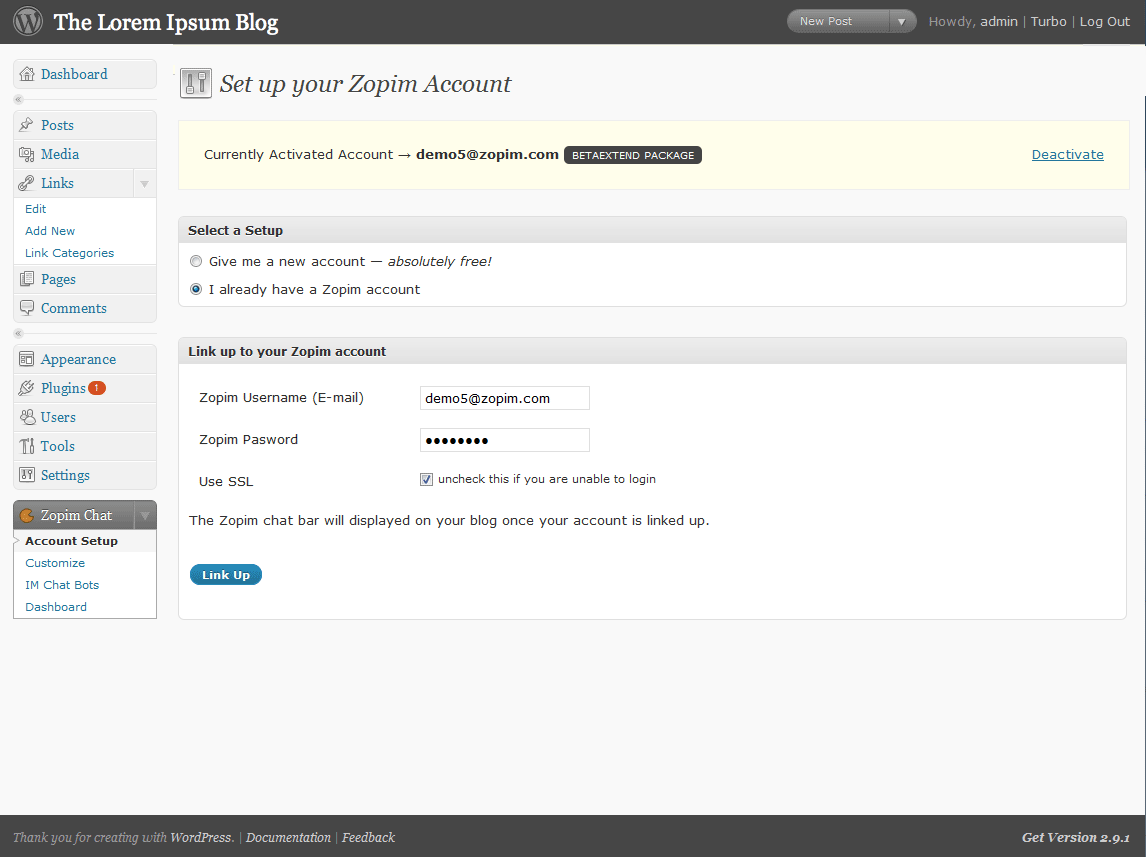 The Lorem Ipsum Blog
New Post
Howdy, admin | Turbo | Log Out
Dashboard
«
Posts
Media
Links
Edit
Add New
Link Categories
Pages
Comments
«
Appearance
Plugins 1
Users
Tools
Settings
Zopim Chat
Account Setup
Customize
IM Chat Bots
Dashboard
Set up your Zopim Account
Currently Activated Account → demo5@zopim.com BETAEXTEND PACKAGE
Deactivate
Select a Setup
Give me a new account — absolutely free!
I already have a Zopim account
Link up to your Zopim account
Zopim Username (E-mail) demo5@zopim.com
Zopim Pasword ••••••••
Use SSL uncheck this if you are unable to login
The Zopim chat bar will displayed on your blog once your account is linked up.
Link Up
Thank you for creating with WordPress. | Documentation | Feedback
Get Version 2.9.1